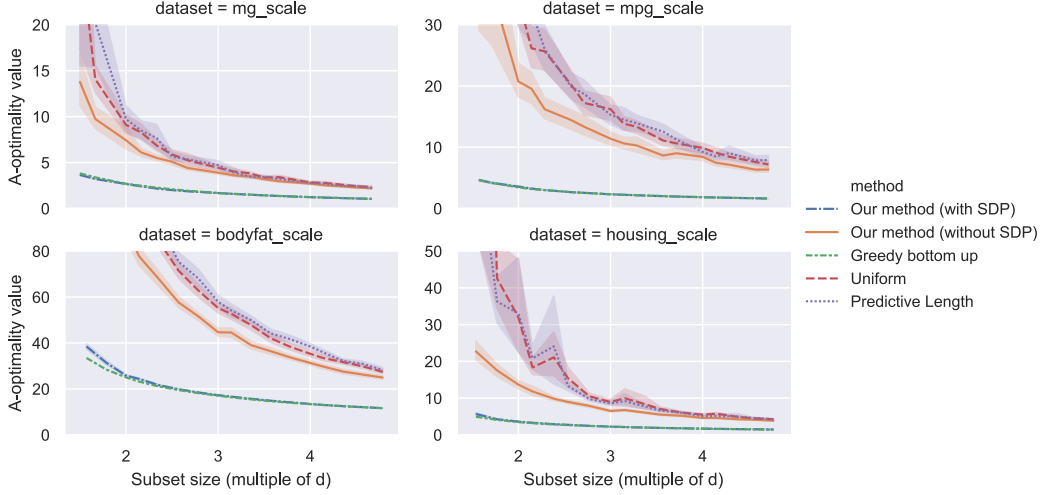 dataset = mg_scale
dataset = mpg_scale
A-optimality value
20
15
10
5
0
30
20
10
0
dataset = bodyfat_scale
dataset = housing_scale
A-optimality value
80
60
40
20
0
50
40
30
20
10
0
2
3
4
2
3
4
Subset size (multiple of d)
Subset size (multiple of d)
method
Our method (with SDP)
Our method (without SDP)
Greedy bottom up
Uniform
Predictive Length